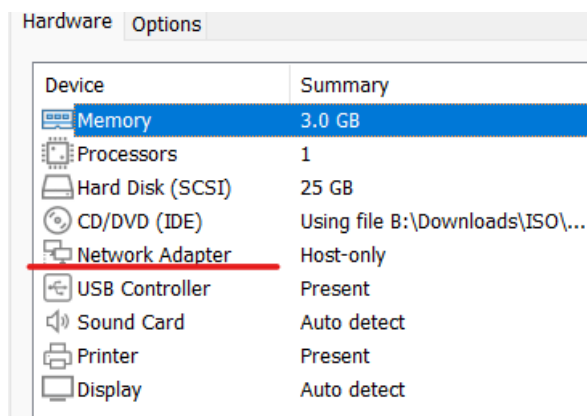 Hardware Options
Device Summary
Memory 3.0 GB
Processors 1
Hard Disk (SCSI) 25 GB
CD/DVD (IDE) Using file B:\Downloads\ISO\...
Network Adapter Host-only
USB Controller Present
Sound Card Auto detect
Printer Present
Display Auto detect